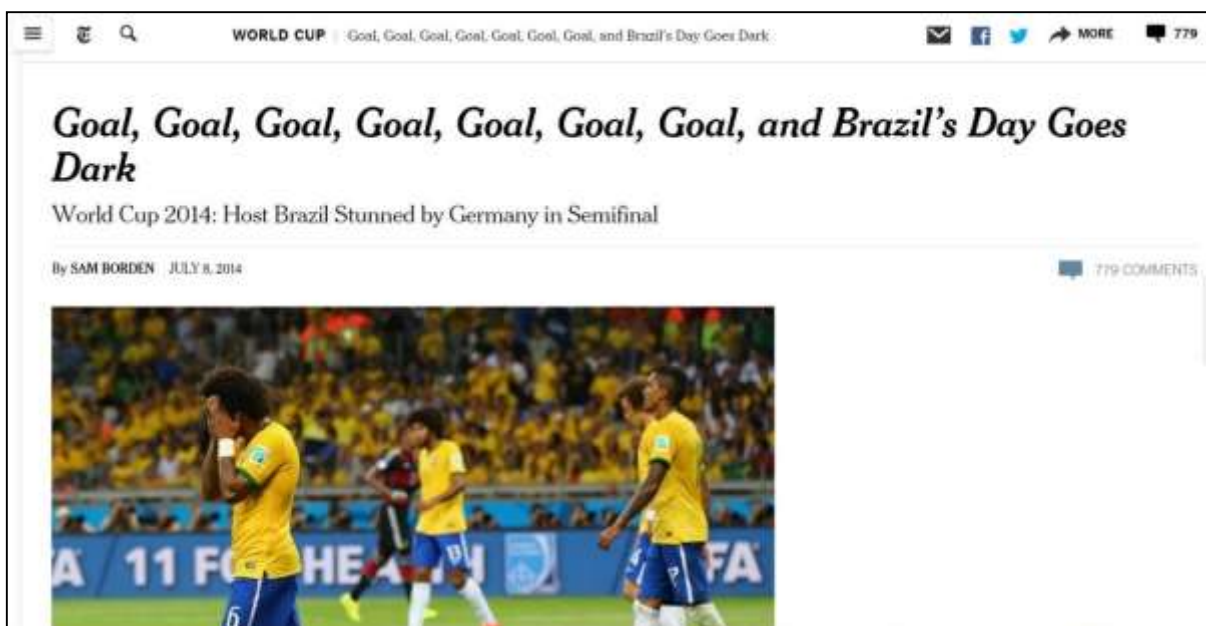 WORLD CUP | Goal, Goal, Goal, Goal, Goal, Goal, Goal, and Brazil's Day Goes Dark MORE 779
Goal, Goal, Goal, Goal, Goal, Goal, Goal, and Brazil's Day Goes
Dark
World Cup 2014: Host Brazil Stunned by Germany in Semifinal
By SAM BORDEN JULY 8, 2014 779 COMMENTS
11 F HEA H FA
13
6